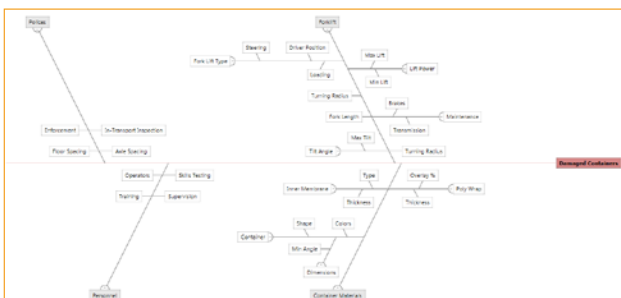 Policies
Forklift
Steering
Driver Position
Max Lift
Fork Lift Type
Lift Power
Loading
Min Lift
Turning Radius
Brakes
Fork Length
Maintenance
Enforcement
In-Transport Inspection
Transmission
Max Tilt
Floor Spacing
Axle Spacing
Tilt Angle
Turning Radius
Damaged Containers
Operators
Skills Testing
Type
Overlay %
Inner Membrane
Poly Wrap
Training
Supervision
Thickness
Thickness
Shape
Colors
Container
Min Angle
Dimensions
Personnel
Container Materials